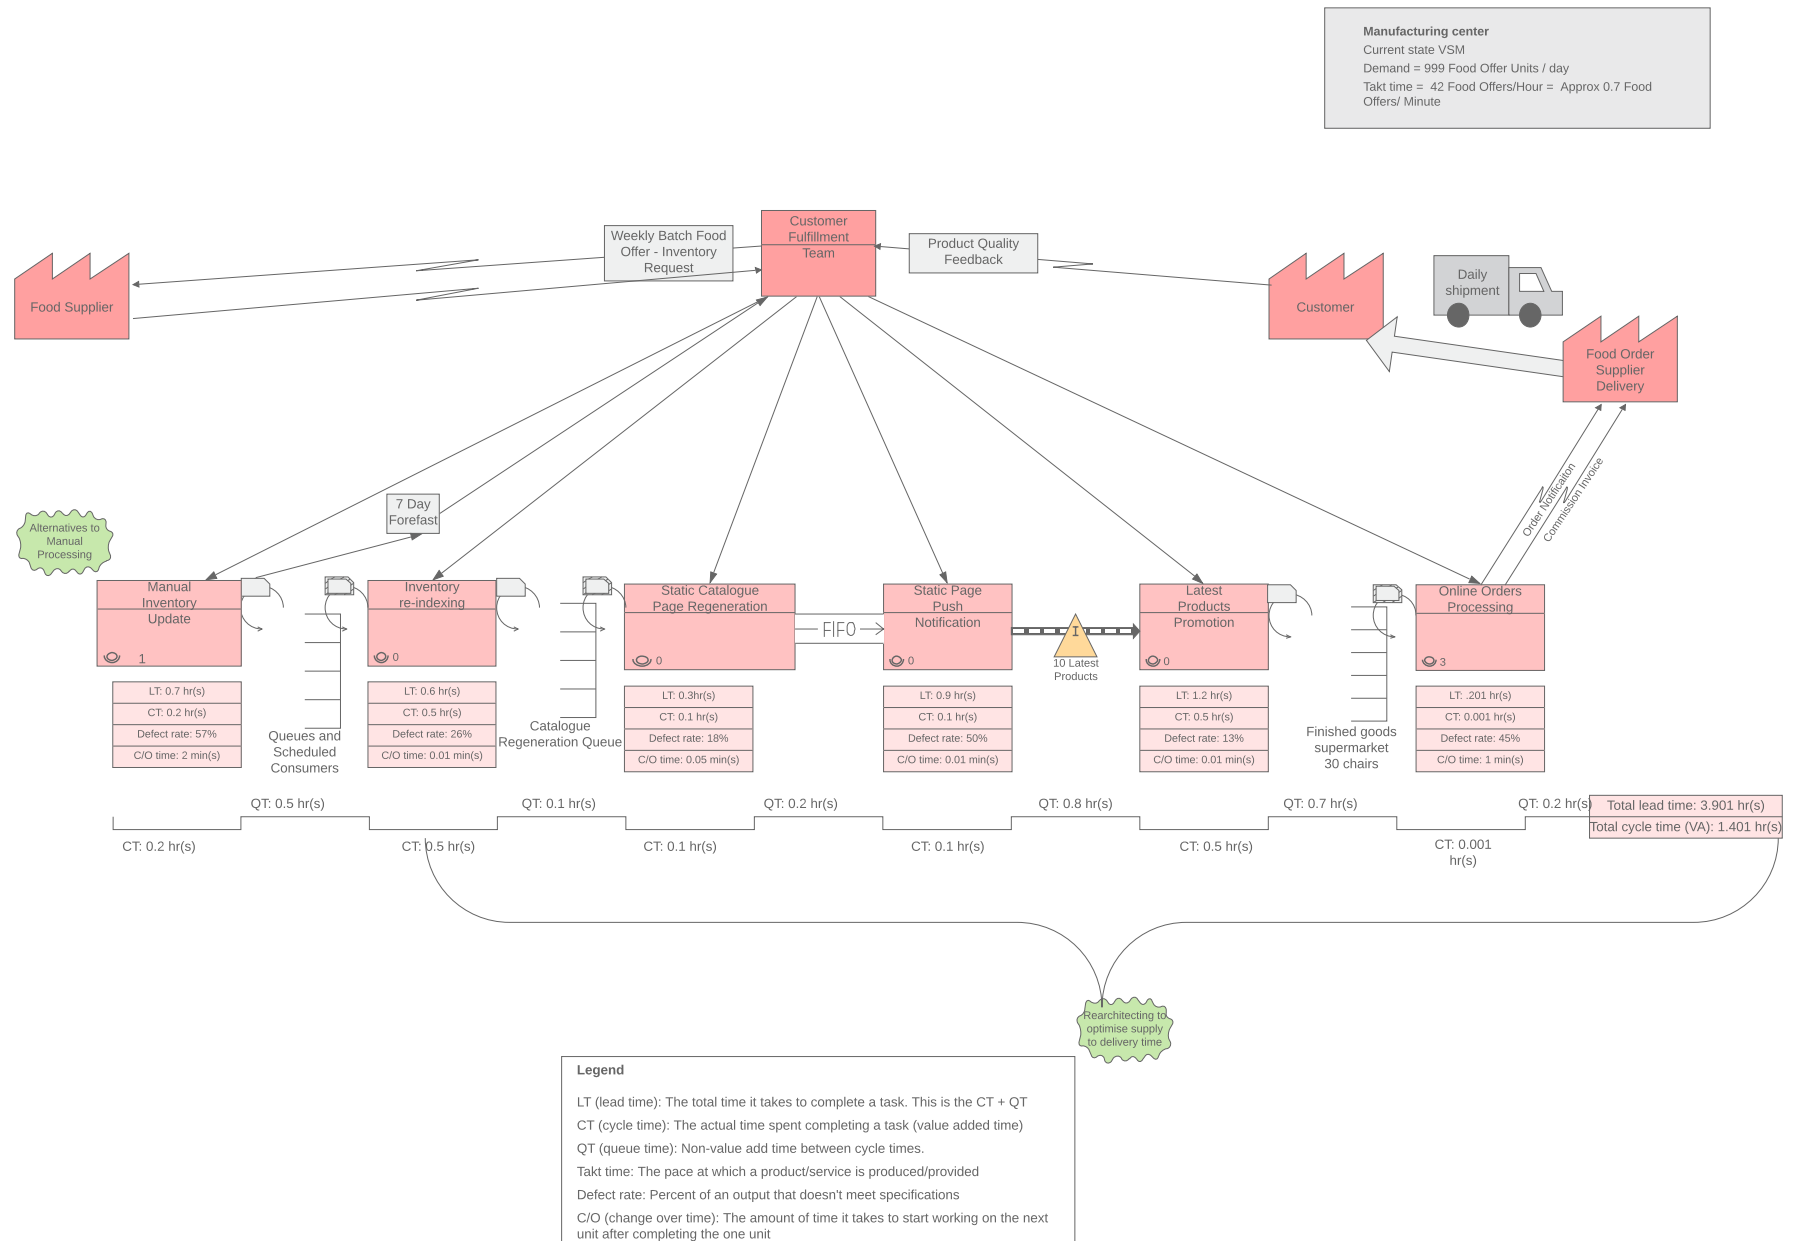 Manufacturing center
Current state VSM
Demand = 999 Food Offer Units / day
Takt time =  42 Food Offers/Hour =  Approx 0.7 Food
Offers/ Minute
Customer
Fulfillment
Team
Weekly Batch Food
Offer - Inventory
Request
Product Quality
Feedback
Food Supplier
Customer
Daily
shipment
Food Order
Supplier
Delivery
Order Notificaiton
Commission Invoice
7 Day
Forefast
Alternatives to
Manual
Processing
Manual
Inventory
Update
1
Inventory
re-indexing
0
Static Catalogue
Page Regeneration
0
FIFO
Static Page
Push
Notification
0
I
10 Latest
Products
Latest
Products
Promotion
0
Online Orders
Processing
3
LT: 0.7 hr(s)
CT: 0.2 hr(s)
Defect rate: 57%
C/O time: 2 min(s)
Queues and
Scheduled
Consumers
LT: 0.6 hr(s)
CT: 0.5 hr(s)
Defect rate: 26%
C/O time: 0.01 min(s)
Catalogue
Regeneration Queue
LT: 0.3hr(s)
CT: 0.1 hr(s)
Defect rate: 18%
C/O time: 0.05 min(s)
LT: 0.9 hr(s)
CT: 0.1 hr(s)
Defect rate: 50%
C/O time: 0.01 min(s)
LT: 1.2 hr(s)
CT: 0.5 hr(s)
Defect rate: 13%
C/O time: 0.01 min(s)
Finished goods
supermarket
30 chairs
LT: .201 hr(s)
CT: 0.001 hr(s)
Defect rate: 45%
C/O time: 1 min(s)
QT: 0.5 hr(s)
QT: 0.1 hr(s)
QT: 0.2 hr(s)
QT: 0.8 hr(s)
QT: 0.7 hr(s)
QT: 0.2 hr(s)
Total lead time: 3.901 hr(s)
Total cycle time (VA): 1.401 hr(s)
CT: 0.2 hr(s)
CT: 0.5 hr(s)
CT: 0.1 hr(s)
CT: 0.1 hr(s)
CT: 0.5 hr(s)
CT: 0.001
hr(s)
Rearchitecting to
optimise supply
to delivery time
Legend
LT (lead time): The total time it takes to complete a task. This is the CT + QT
CT (cycle time): The actual time spent completing a task (value added time)
QT (queue time): Non-value add time between cycle times.
Takt time: The pace at which a product/service is produced/provided
Defect rate: Percent of an output that doesn't meet specifications
C/O (change over time): The amount of time it takes to start working on the next
unit after completing the one unit